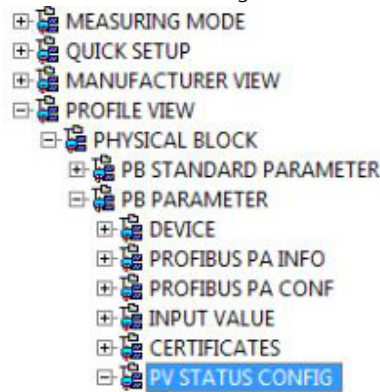 MEASURING MODE
QUICK SETUP
MANUFACTURER VIEW
PROFILE VIEW
PHYSICAL BLOCK
PB STANDARD PARAMETER
PB PARAMETER
DEVICE
PROFIBUS PA INFO
PROFIBUS PA CONF
INPUT VALUE
CERTIFICATES
PV STATUS CONFIG